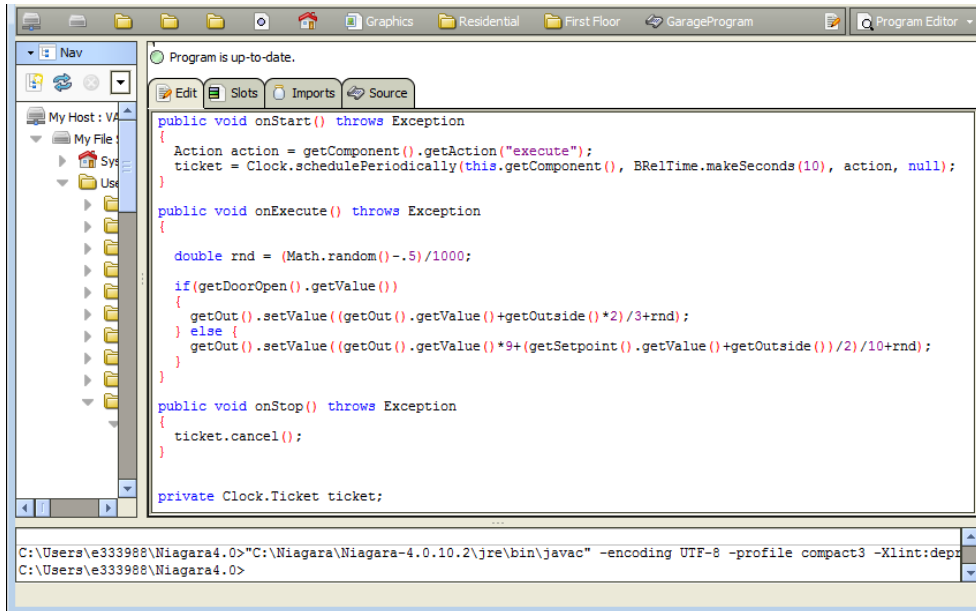 Graphics Residential First Floor GarageProgram Program Editor
Nav
Program is up-to-date.
Edit Slots Imports Source
My Host : VA
My File
Sys
Use
public void onStart() throws Exception
{
Action action = getComponent().getAction("execute");
ticket = Clock.schedulePeriodically(this.getComponent(), BRelTime.makeSeconds(10), action, null);
}
public void onExecute() throws Exception
{
double rnd = (Math.random()-.5)/1000;
if(getDoorOpen().getValue())
{
getOut().setValue((getOut().getValue()+getOutside()*2)/3+rnd);
} else {
getOut().setValue((getOut().getValue()*9+(getSetpoint().getValue()+getOutside())/2)/10+rnd);
}
}
public void onStop() throws Exception
{
ticket.cancel();
}
private Clock.Ticket ticket;
C:\Users\e333988\Niagara4.0>"C:\Niagara\Niagara-4.0.10.2\jre\bin\javac" -encoding UTF-8 -profile compact3 -Xlint:depr
C:\Users\e333988\Niagara4.0>